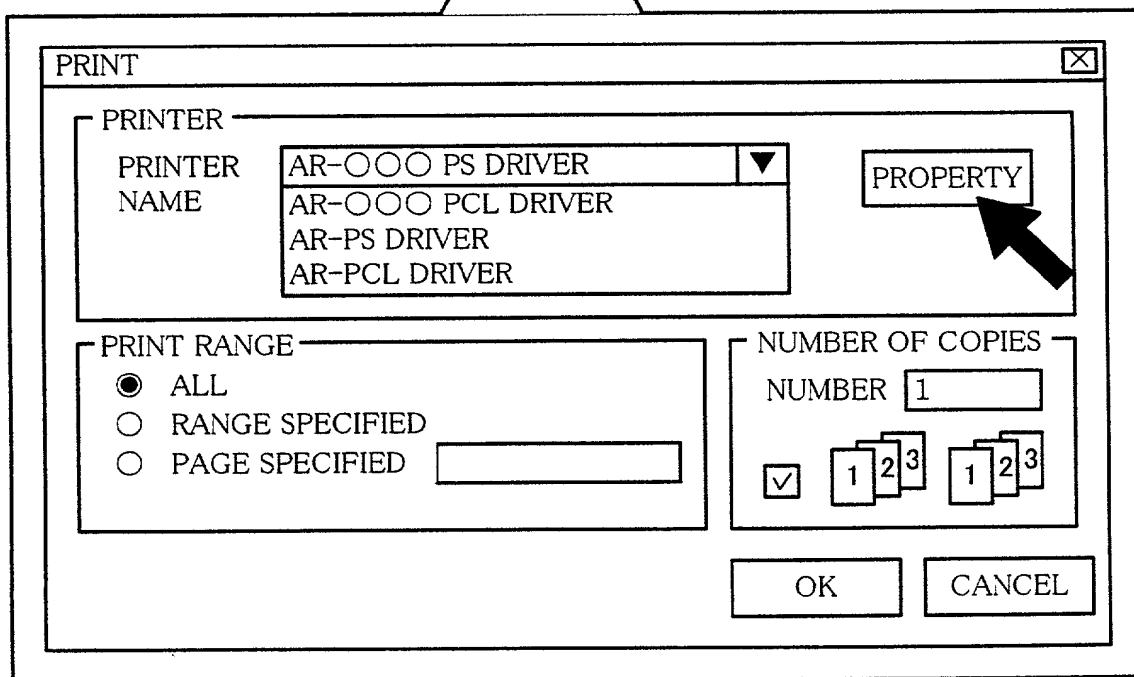 PRINT
PRINTER
PRINTER NAME
AR-○○○ PS DRIVER
AR-○○○ PCL DRIVER
AR-PS DRIVER
AR-PCL DRIVER
PROPERTY
PRINT RANGE
ALL
RANGE SPECIFIED
PAGE SPECIFIED
NUMBER OF COPIES
NUMBER 1
1 2 3 1 2 3
OK CANCEL